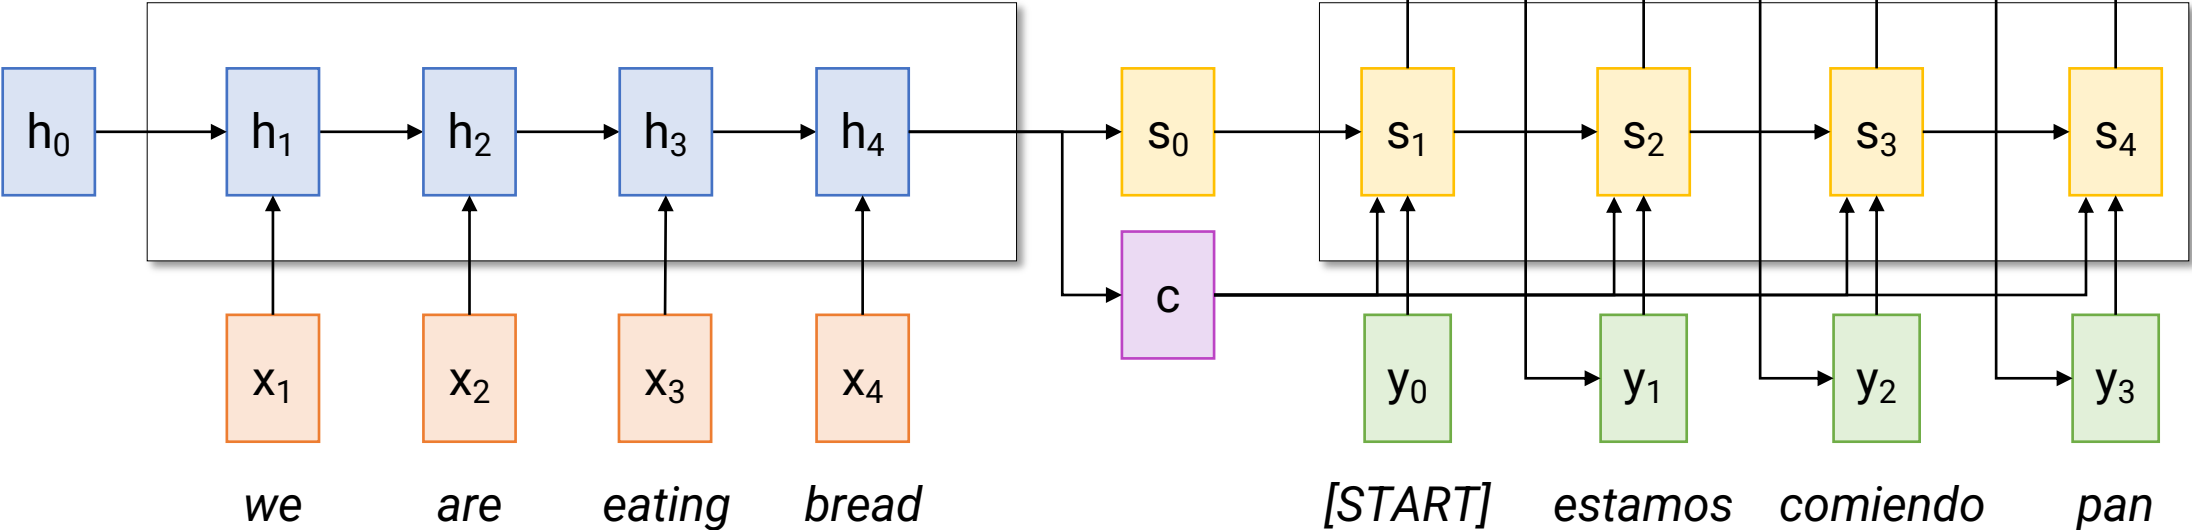 h₀ h₁ h₂ h₃ h₄ s₀ s₁ s₂ s₃ s₄
c
x₁ x₂ x₃ x₄ y₀ y₁ y₂ y₃
we are eating bread [START] estamos comiendo pan